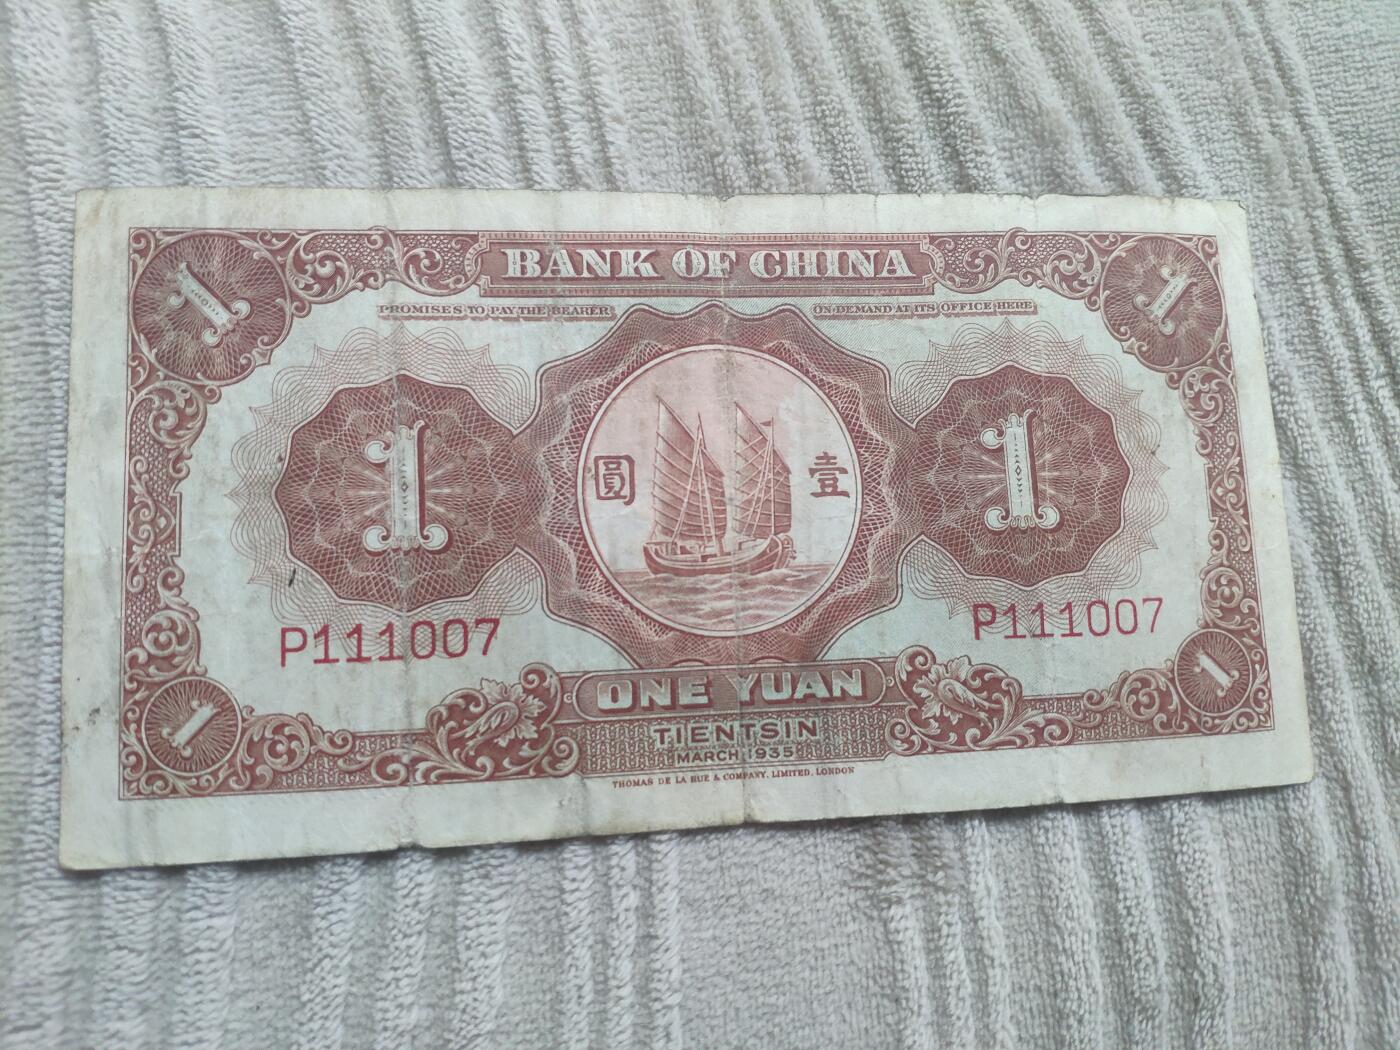 1 BANK OF CHINA 1
PROMISES TO PAY THE BEARER ON DEMAND AT ITS OFFICE HERE
1 圓 壹 1
P111007 P111007
1 ONE YUAN 1
TIENTSIN
MARCH 1935
THOMAS DE LA RUE & COMPANY, LIMITED, LONDON